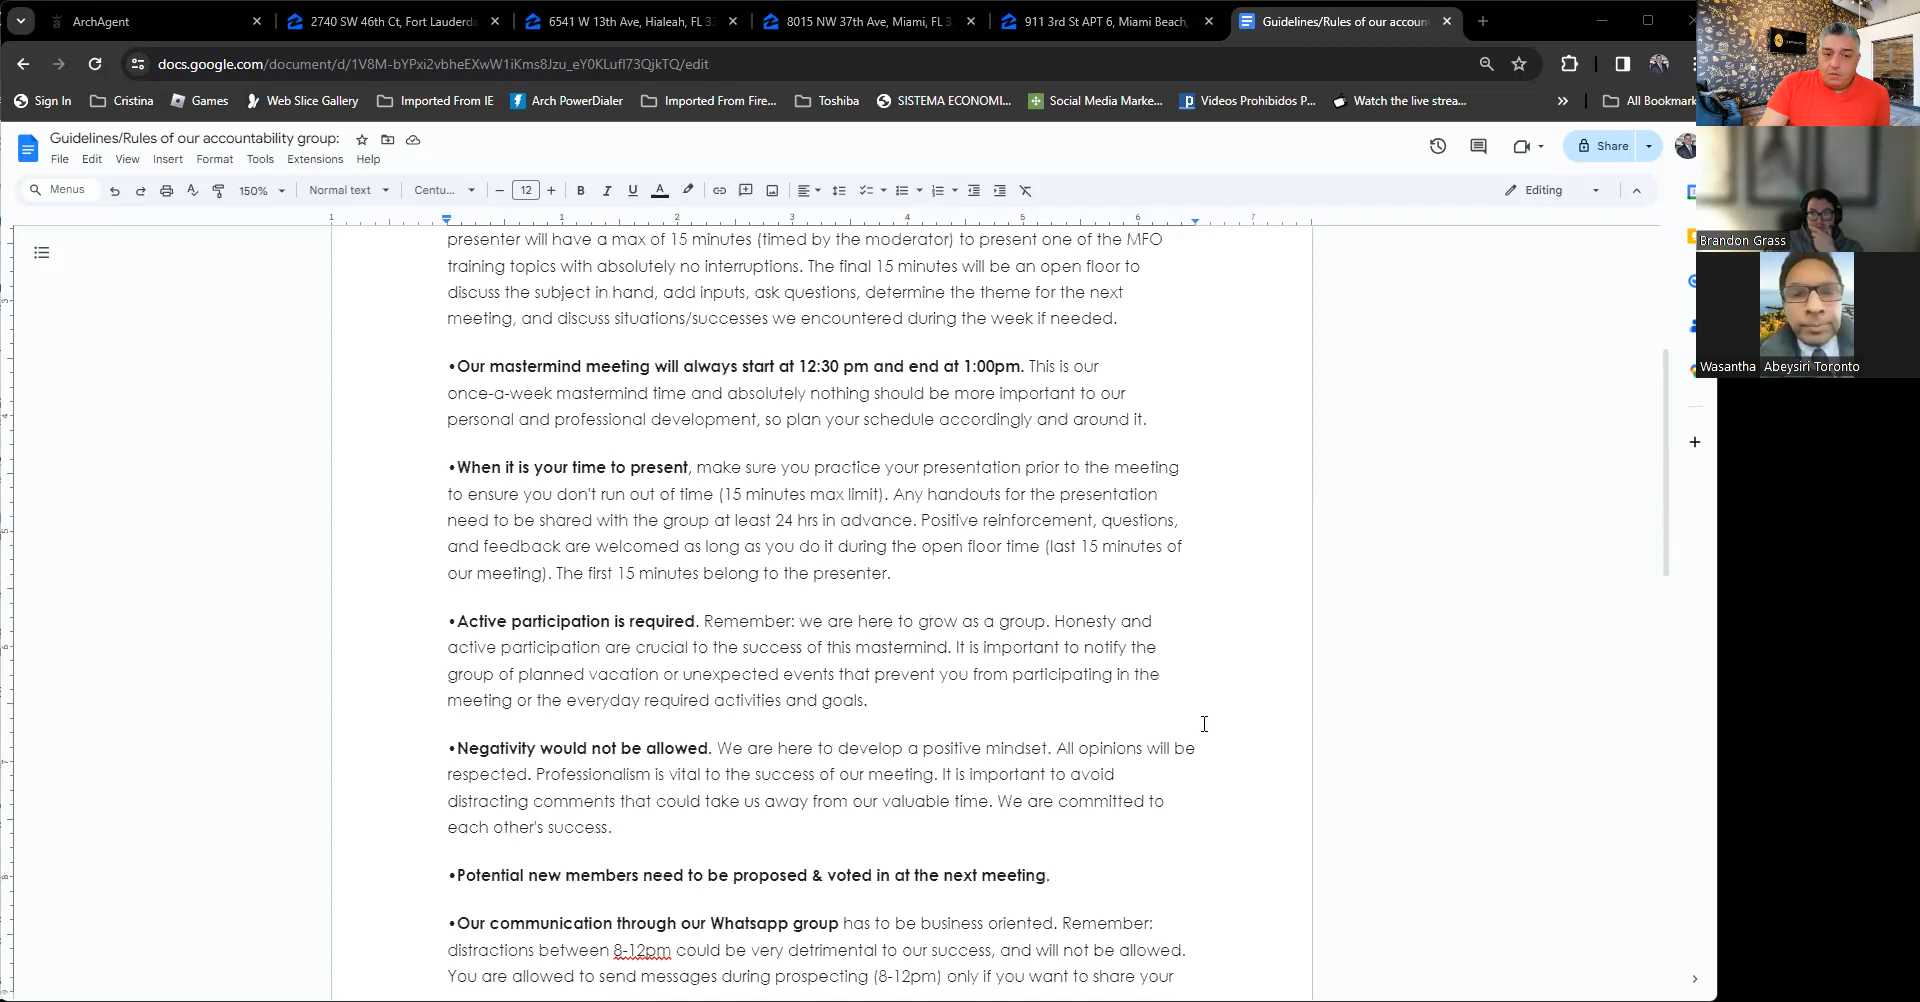 ArchAgent
2740 SW 46th Ct, Fort Lauderda
6541 W 13th Ave, Hialeah, FL 3
8015 NW 37th Ave, Miami, FL 3
911 3rd St APT 6, Miami Beach,
Guidelines/Rules of our accoun
docs.google.com/document/d/1V8M-bYPxi2vbheEXwW1iKms8Jzu_eY0KLufl73QjkTQ/edit
Sign In Cristina Games Web Slice Gallery Imported From IE Arch PowerDialer Imported From Fire... Toshiba SISTEMA ECONOMI... Social Media Marke... Videos Prohibidos P... Watch the live strea... » All Bookmark
Guidelines/Rules of our accountability group:
File Edit View Insert Format Tools Extensions Help
Share
Menus 150% Normal text Centu... 12 B I U A Editing
1 1 2 3 4 5 6 7
presenter will have a max of 15 minutes (timed by the moderator) to present one of the MFO
training topics with absolutely no interruptions. The final 15 minutes will be an open floor to
discuss the subject in hand, add inputs, ask questions, determine the theme for the next
meeting, and discuss situations/successes we encountered during the week if needed.
•Our mastermind meeting will always start at 12:30 pm and end at 1:00pm. This is our
once-a-week mastermind time and absolutely nothing should be more important to our
personal and professional development, so plan your schedule accordingly and around it.
•When it is your time to present, make sure you practice your presentation prior to the meeting
to ensure you don't run out of time (15 minutes max limit). Any handouts for the presentation
need to be shared with the group at least 24 hrs in advance. Positive reinforcement, questions,
and feedback are welcomed as long as you do it during the open floor time (last 15 minutes of
our meeting). The first 15 minutes belong to the presenter.
•Active participation is required. Remember: we are here to grow as a group. Honesty and
active participation are crucial to the success of this mastermind. It is important to notify the
group of planned vacation or unexpected events that prevent you from participating in the
meeting or the everyday required activities and goals.
•Negativity would not be allowed. We are here to develop a positive mindset. All opinions will be
respected. Professionalism is vital to the success of our meeting. It is important to avoid
distracting comments that could take us away from our valuable time. We are committed to
each other's success.
•Potential new members need to be proposed & voted in at the next meeting.
•Our communication through our Whatsapp group has to be business oriented. Remember:
distractions between 8-12pm could be very detrimental to our success, and will not be allowed.
You are allowed to send messages during prospecting (8-12pm) only if you want to share your
Brandon Grass
Wasantha Abeysiri Toronto